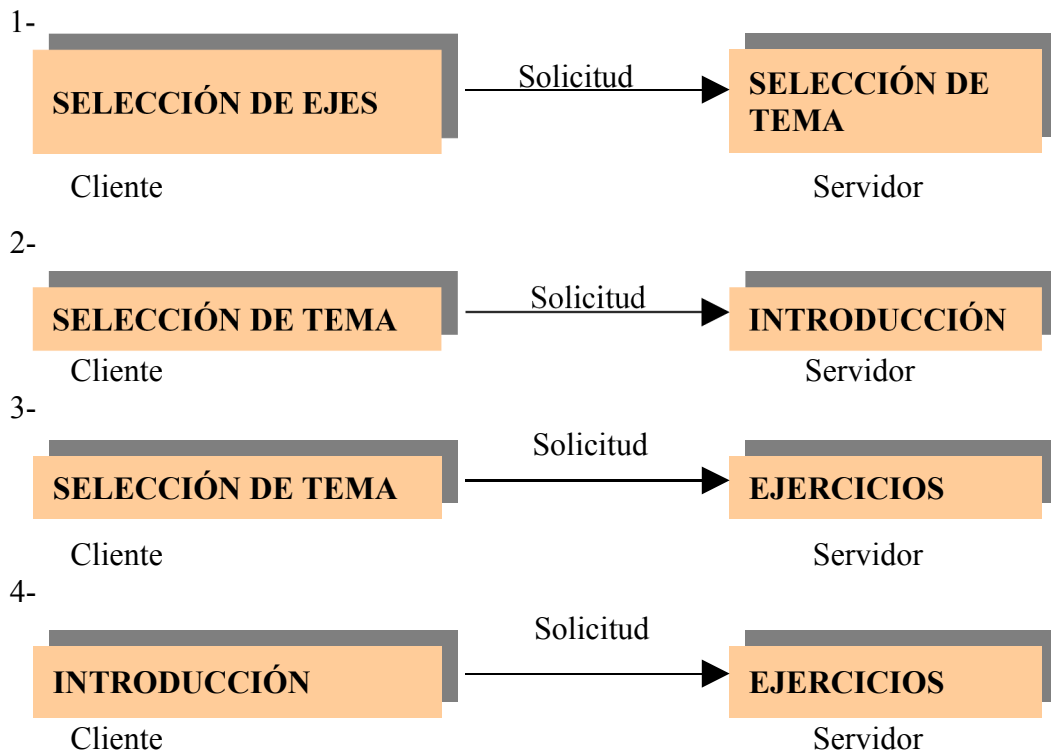 1-
SELECCIÓN DE EJES
Solicitud
SELECCIÓN DE
TEMA
Cliente
Servidor
2-
SELECCIÓN DE TEMA
Solicitud
INTRODUCCIÓN
Cliente
Servidor
3-
SELECCIÓN DE TEMA
Solicitud
EJERCICIOS
Cliente
Servidor
4-
INTRODUCCIÓN
Solicitud
EJERCICIOS
Cliente
Servidor